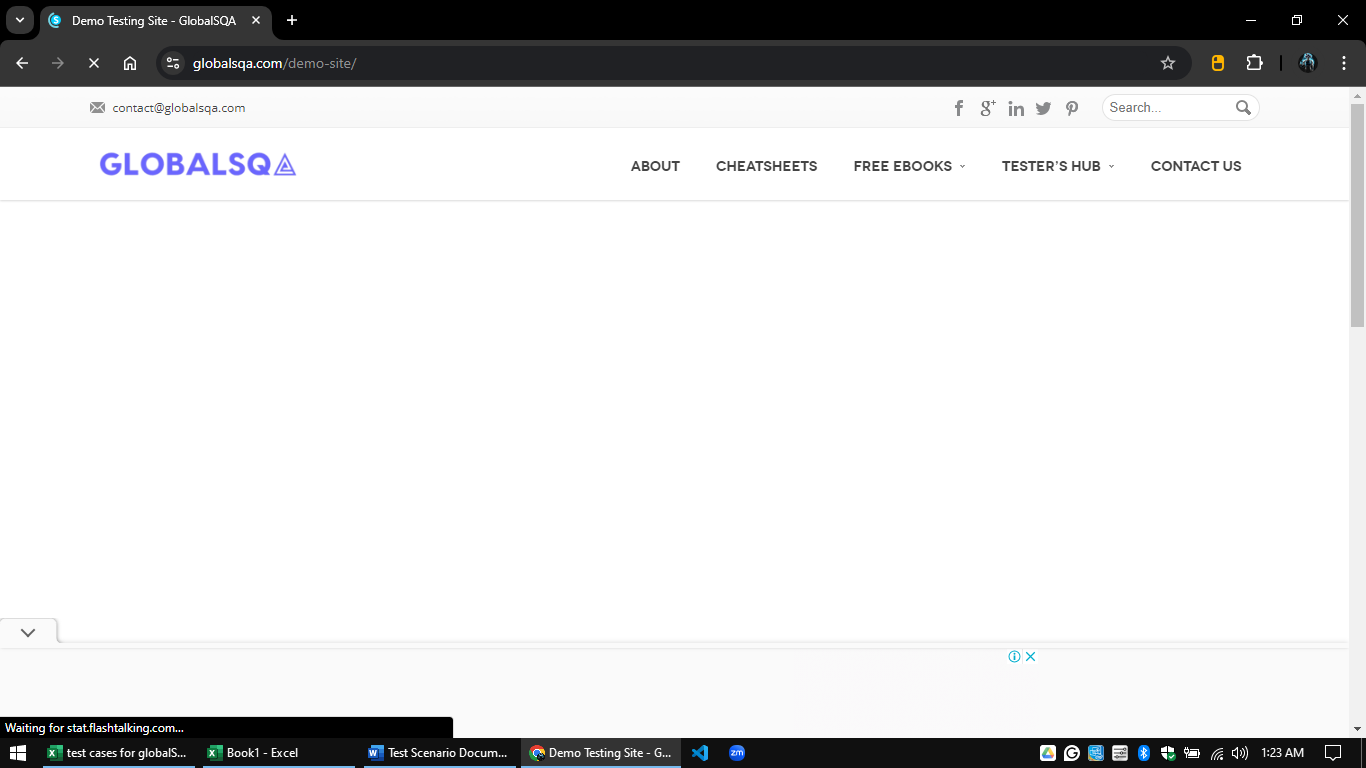 Demo Testing Site - GlobalSQA
globalsqa.com/demo-site/
contact@globalsqa.com
Search...
GLOBALSQA
ABOUT CHEATSHEETS FREE EBOOKS TESTER'S HUB CONTACT US
Waiting for stat.flashtalking.com...
test cases for globalS...
Book1 - Excel
Test Scenario Docum...
Demo Testing Site - G...
zm
1:23 AM